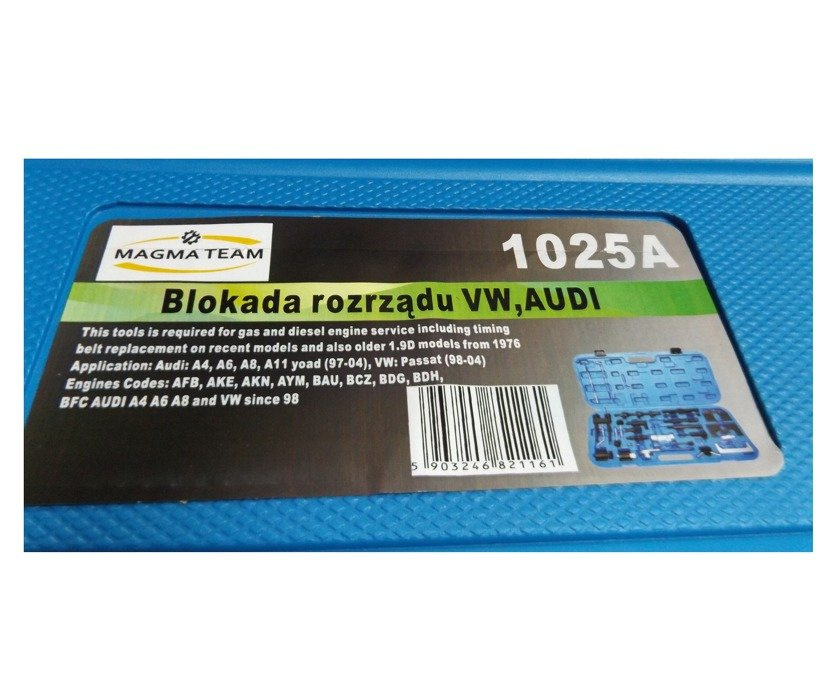 MAGMA TEAM
1025A
Blokada rozrządu VW,AUDI
This tools is required for gas and diesel engine service including timing
belt replacement on recent models and also older 1.9D models from 1976
Application: Audi: A4, A6, A8, A11 yoad (97-04), VW: Passat (98-04)
Engines Codes: AFB, AKE, AKN, AYM, BAU, BCZ, BDG, BDH,
BFC AUDI A4 A6 A8 and VW since 98
5 903246 821161